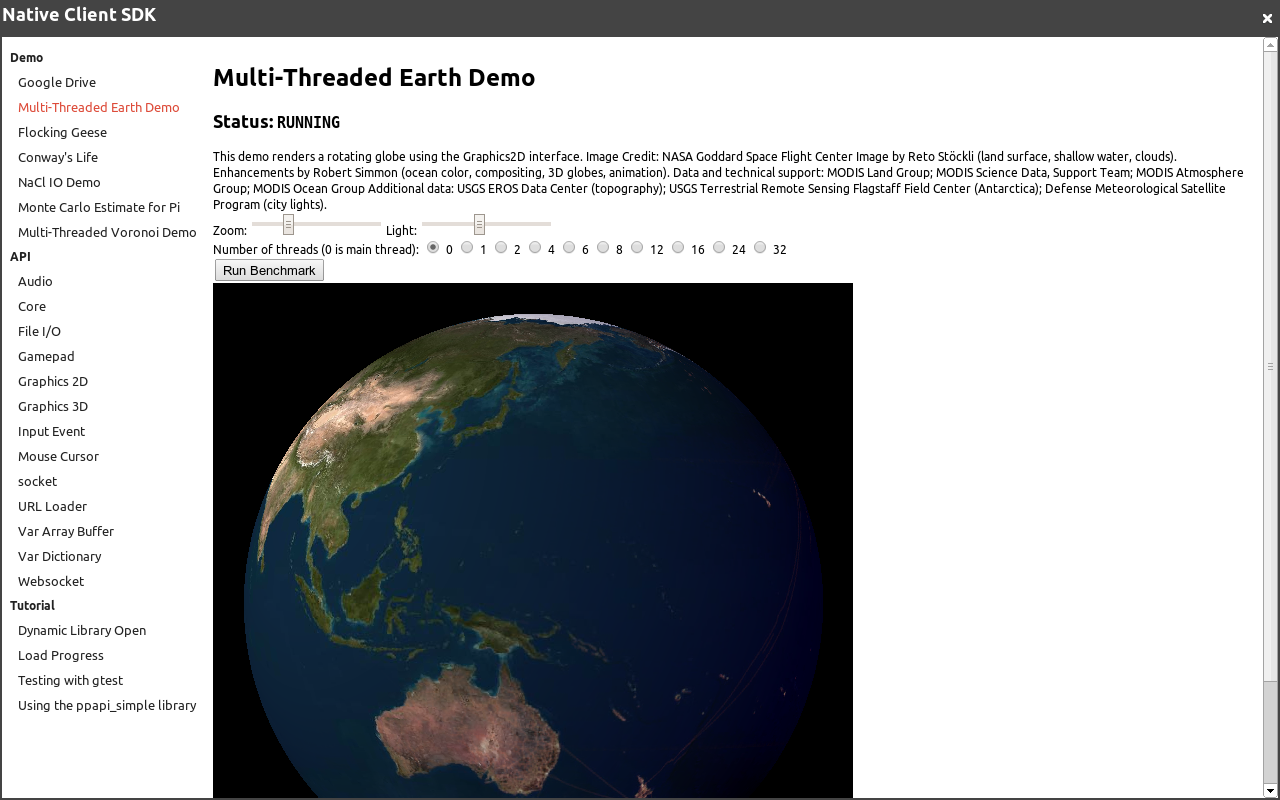 Native Client SDK
Demo
Google Drive
Multi-Threaded Earth Demo
Flocking Geese
Conway's Life
NaCl IO Demo
Monte Carlo Estimate for Pi
Multi-Threaded Voronoi Demo
API
Audio
Core
File I/O
Gamepad
Graphics 2D
Graphics 3D
Input Event
Mouse Cursor
socket
URL Loader
Var Array Buffer
Var Dictionary
Websocket
Tutorial
Dynamic Library Open
Load Progress
Testing with gtest
Using the ppapi_simple library
Multi-Threaded Earth Demo
Status: RUNNING
This demo renders a rotating globe using the Graphics2D interface. Image Credit: NASA Goddard Space Flight Center Image by Reto Stöckli (land surface, shallow water, clouds).
Enhancements by Robert Simmon (ocean color, compositing, 3D globes, animation). Data and technical support: MODIS Land Group; MODIS Science Data, Support Team; MODIS Atmosphere
Group; MODIS Ocean Group Additional data: USGS EROS Data Center (topography); USGS Terrestrial Remote Sensing Flagstaff Field Center (Antarctica); Defense Meteorological Satellite
Program (city lights).
Zoom: Light:
Number of threads (0 is main thread): 0 1 2 4 6 8 12 16 24 32
Run Benchmark